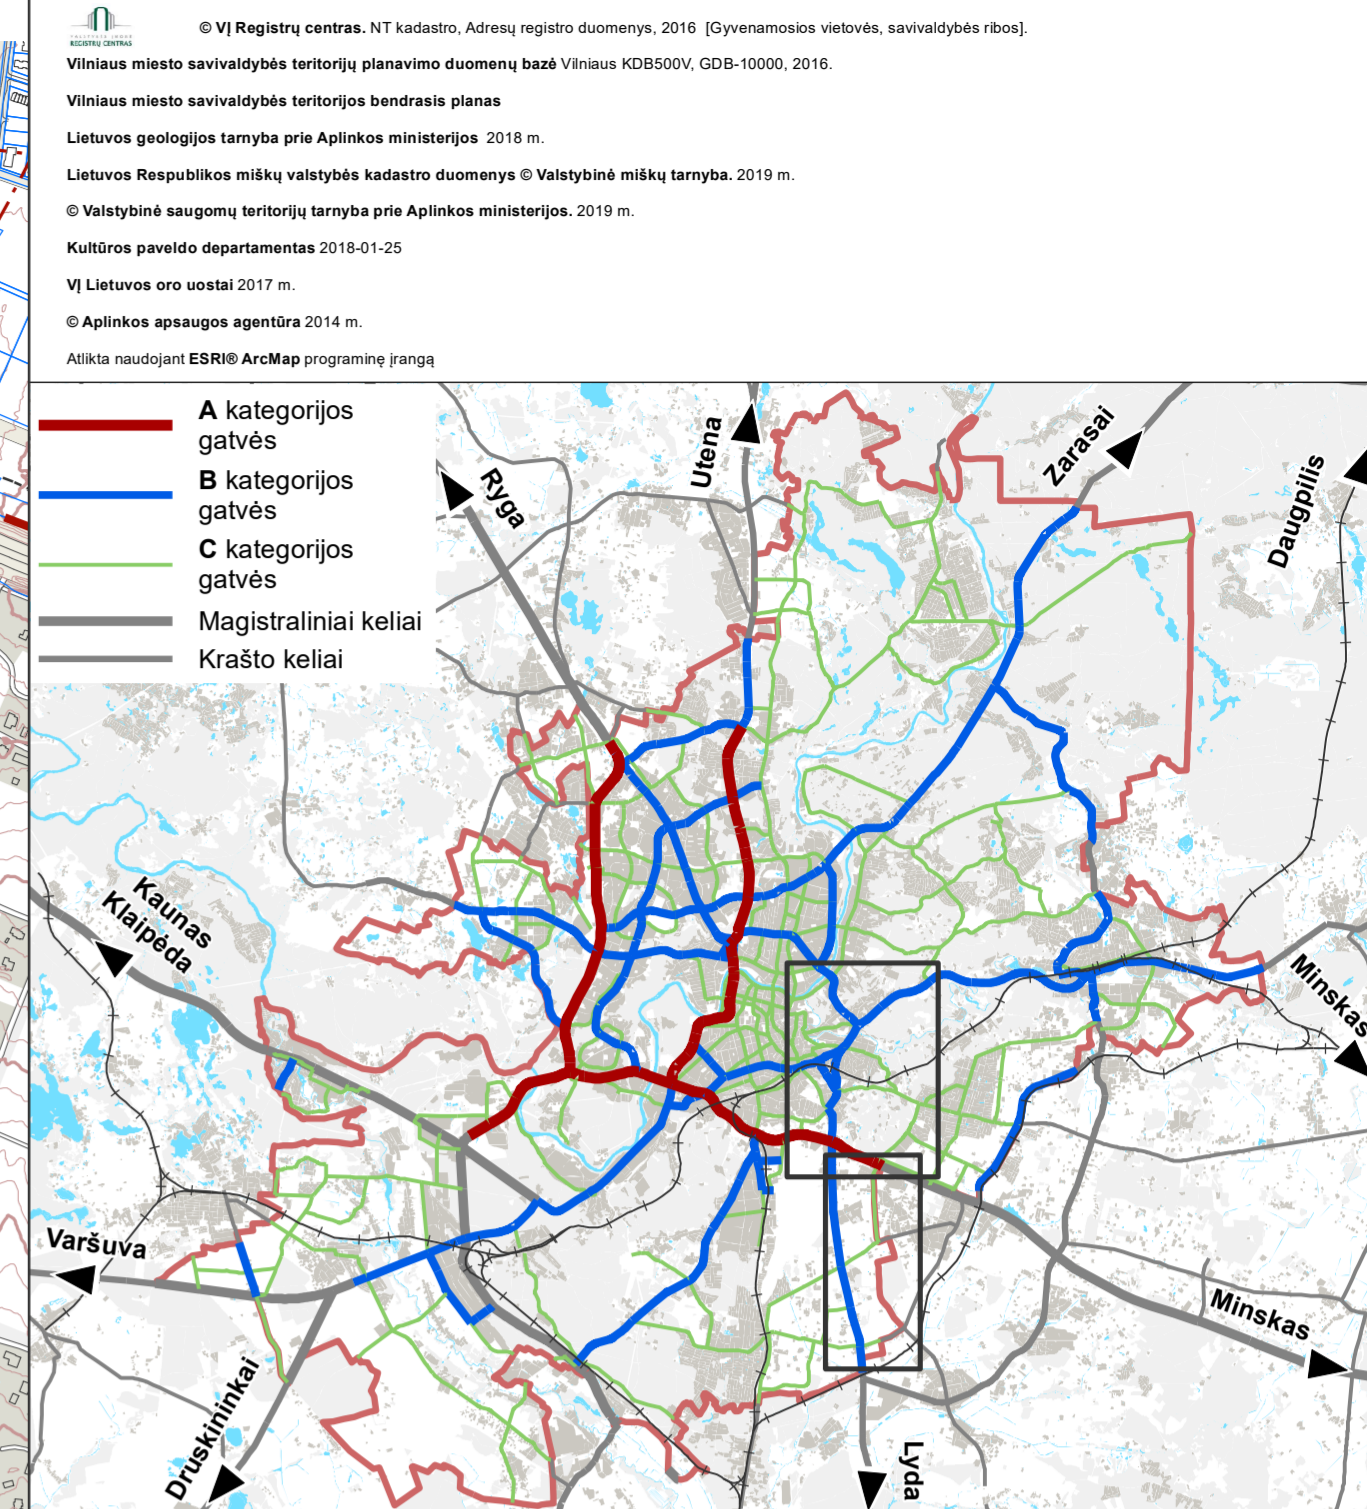 VALSTYBĖS ĮMONĖ
REGISTRŲ CENTRAS
© VĮ Registrų centras. NT kadastro, Adresų registro duomenys, 2016 [Gyvenamosios vietovės, savivaldybės ribos].
Vilniaus miesto savivaldybės teritorijų planavimo duomenų bazė Vilniaus KDB500V, GDB-10000, 2016.
Vilniaus miesto savivaldybės teritorijos bendrasis planas
Lietuvos geologijos tarnyba prie Aplinkos ministerijos 2018 m.
Lietuvos Respublikos miškų valstybės kadastro duomenys © Valstybinė miškų tarnyba. 2019 m.
© Valstybinė saugomų teritorijų tarnyba prie Aplinkos ministerijos. 2019 m.
Kultūros paveldo departamentas 2018-01-25
VĮ Lietuvos oro uostai 2017 m.
© Aplinkos apsaugos agentūra 2014 m.
Atlikta naudojant ESRI® ArcMap programinę įrangą
A kategorijos
gatvės
B kategorijos
gatvės
C kategorijos
gatvės
Magistraliniai keliai
Krašto keliai
Ryga
Utena
Zarasai
Daugpilis
Kaunas
Klaipėda
Minskas
Varšuva
Minskas
Druskininkai
Lyda